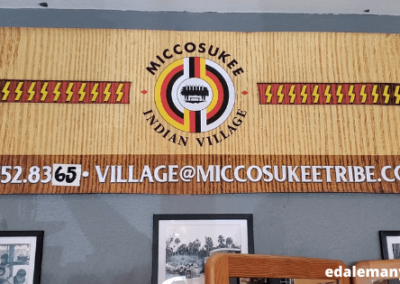 MICCOSUKEE
INDIAN VILLAGE
52.8365 • VILLAGE@MICCOSUKEETRIBE.CO
edaleman